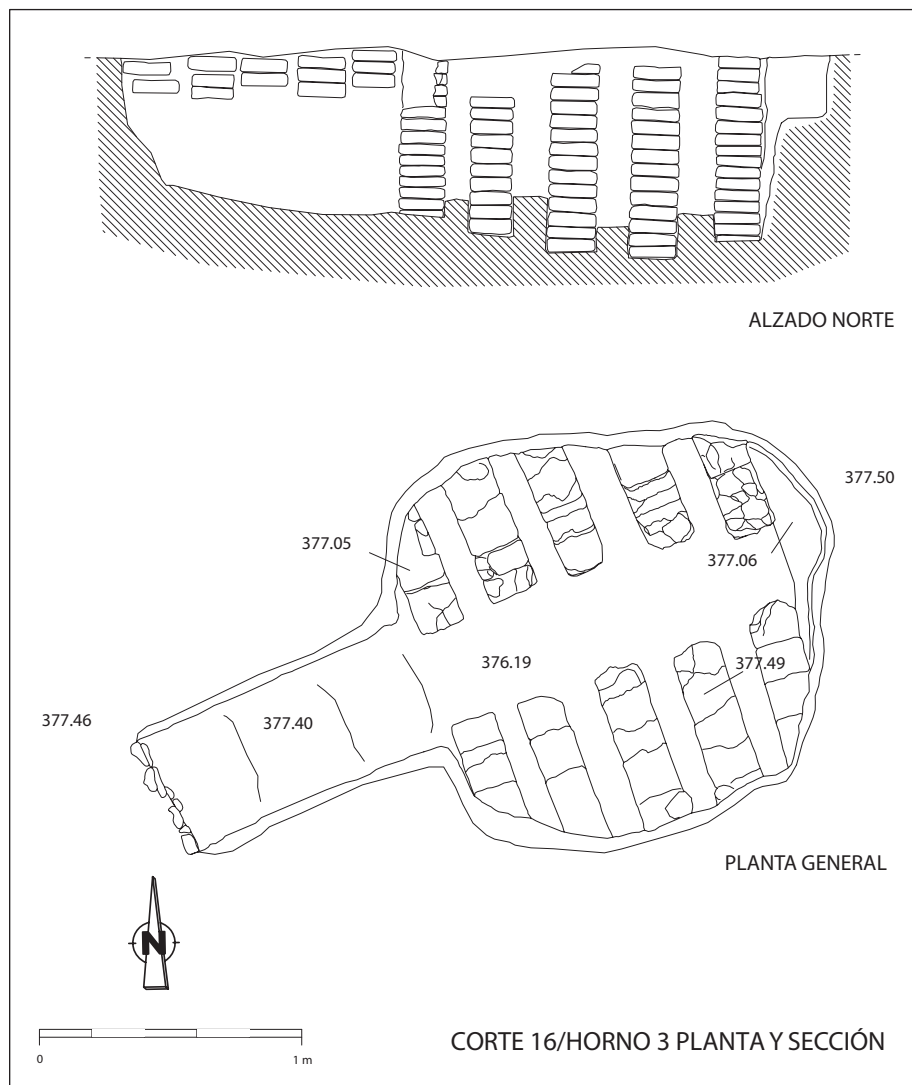 ALZADO NORTE
377.50
377.05
377.06
376.19
377.49
377.46
377.40
PLANTA GENERAL
N
0 1 m
CORTE 16/HORNO 3 PLANTA Y SECCIÓN